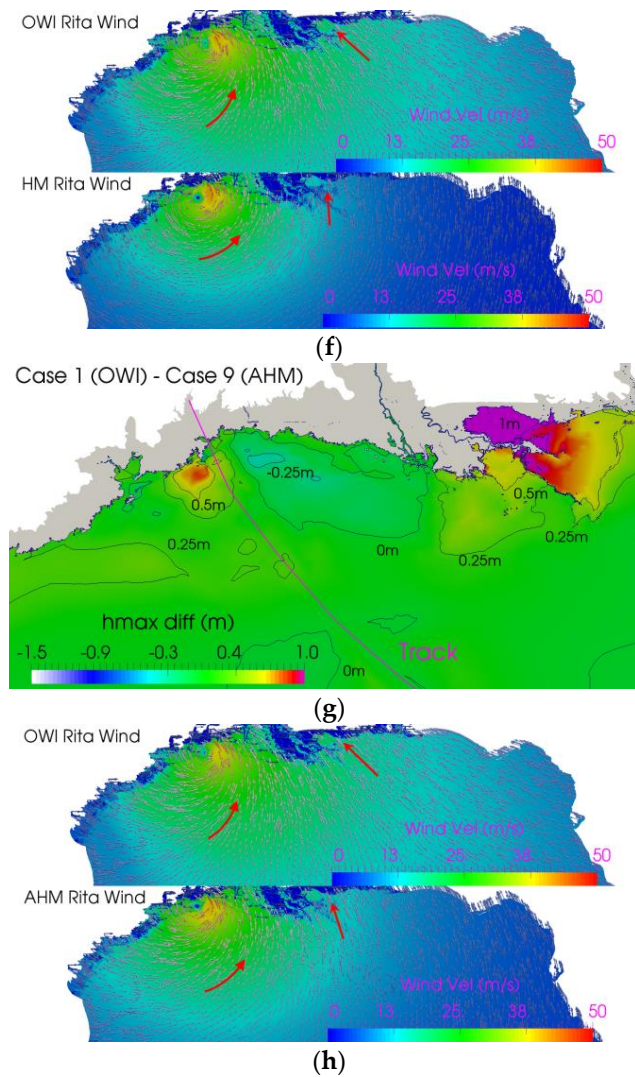 OWI Rita Wind
Wind Vel (m/s)
0 13 25 38 50
HM Rita Wind
Wind Vel (m/s)
0 13 25 38 50
(f)
Case 1 (OWI) - Case 9 (AHM)
1m
-0.25m
0.5m
0.5m
0.25m
0m
0.25m
0.25m
hmax diff (m)
-1.5 -0.9 -0.3 0.4 1.0
Track
0m
(g)
OWI Rita Wind
Wind Vel (m/s)
0 13 25 38 50
AHM Rita Wind
Wind Vel (m/s)
0 13 25 38 50
(h)